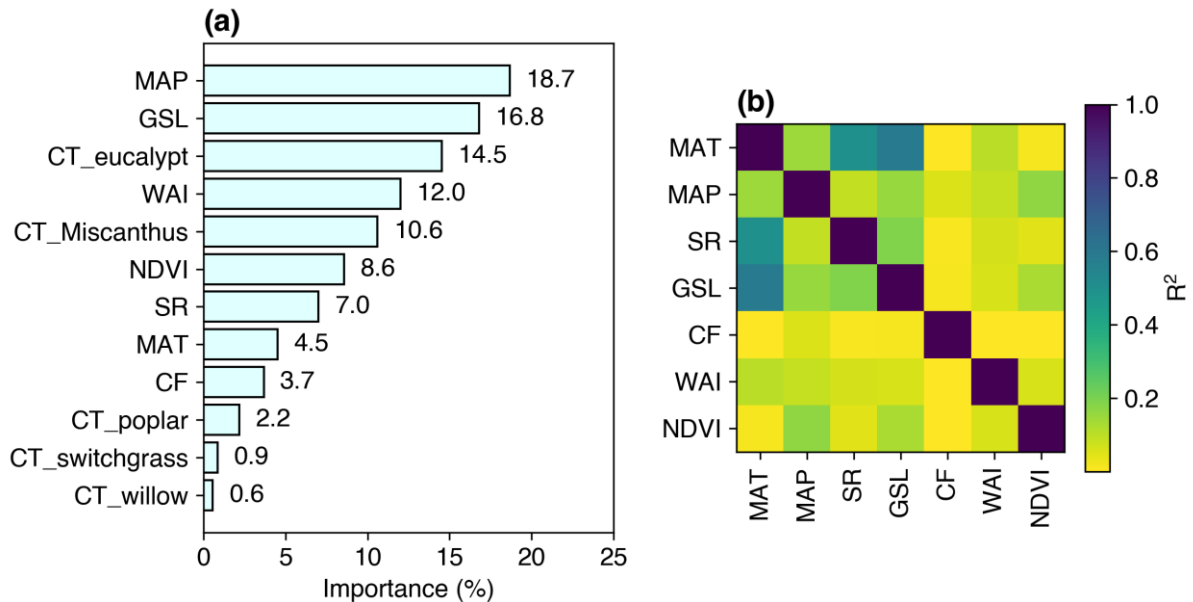 (a)
MAP 18.7
GSL 16.8
CT_eucalypt 14.5
WAI 12.0
CT_Miscanthus 10.6
NDVI 8.6
SR 7.0
MAT 4.5
CF 3.7
CT_poplar 2.2
CT_switchgrass 0.9
CT_willow 0.6
0 5 10 15 20 25
Importance (%)
(b)
MAT
MAP
SR
GSL
CF
WAI
NDVI
MAT MAP SR GSL CF WAI NDVI
1.0
0.8
0.6
0.4
0.2
R²